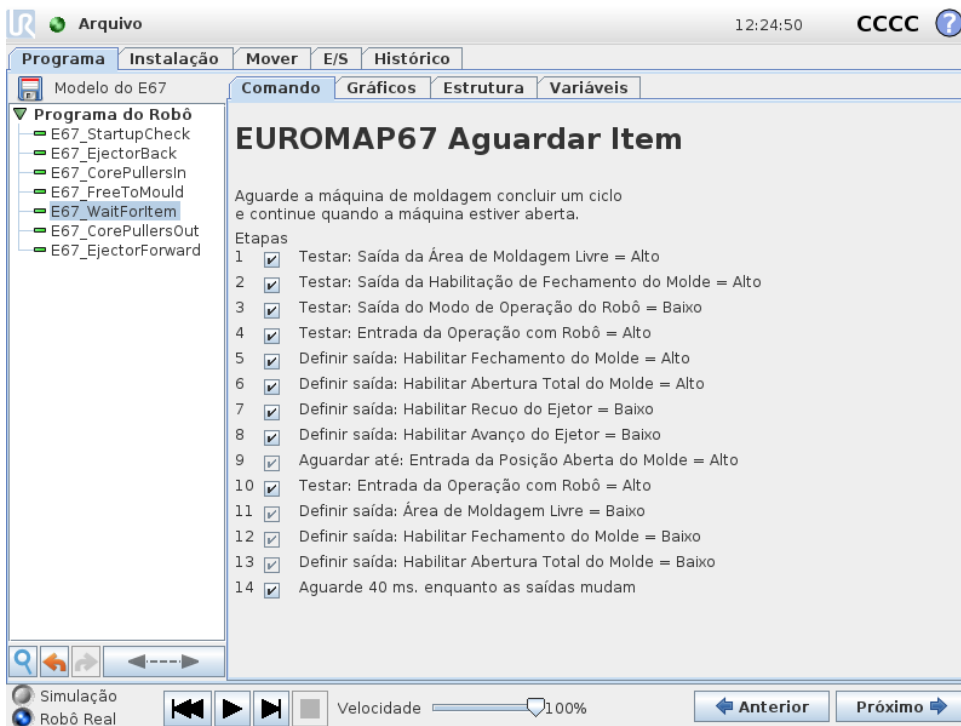 UR Arquivo 12:24:50 CCCC ?
Programa Instalação Mover E/S Histórico
Modelo do E67
Comando Gráficos Estrutura Variáveis
Programa do Robô
E67_StartupCheck
E67_EjectorBack
E67_CorePullersIn
E67_FreeToMould
E67_WaitForItem
E67_CorePullersOut
E67_EjectorForward
EUROMAP67 Aguardar Item
Aguarde a máquina de moldagem concluir um ciclo
e continue quando a máquina estiver aberta.
Etapas
1 Testar: Saída da Área de Moldagem Livre = Alto
2 Testar: Saída da Habilitação de Fechamento do Molde = Alto
3 Testar: Saída do Modo de Operação do Robô = Baixo
4 Testar: Entrada da Operação com Robô = Alto
5 Definir saída: Habilitar Fechamento do Molde = Alto
6 Definir saída: Habilitar Abertura Total do Molde = Alto
7 Definir saída: Habilitar Recuo do Ejetor = Baixo
8 Definir saída: Habilitar Avanço do Ejetor = Baixo
9 Aguardar até: Entrada da Posição Aberta do Molde = Alto
10 Testar: Entrada da Operação com Robô = Alto
11 Definir saída: Área de Moldagem Livre = Baixo
12 Definir saída: Habilitar Fechamento do Molde = Baixo
13 Definir saída: Habilitar Abertura Total do Molde = Baixo
14 Aguarde 40 ms. enquanto as saídas mudam
Simulação
Robô Real
Velocidade 100%
Anterior Próximo